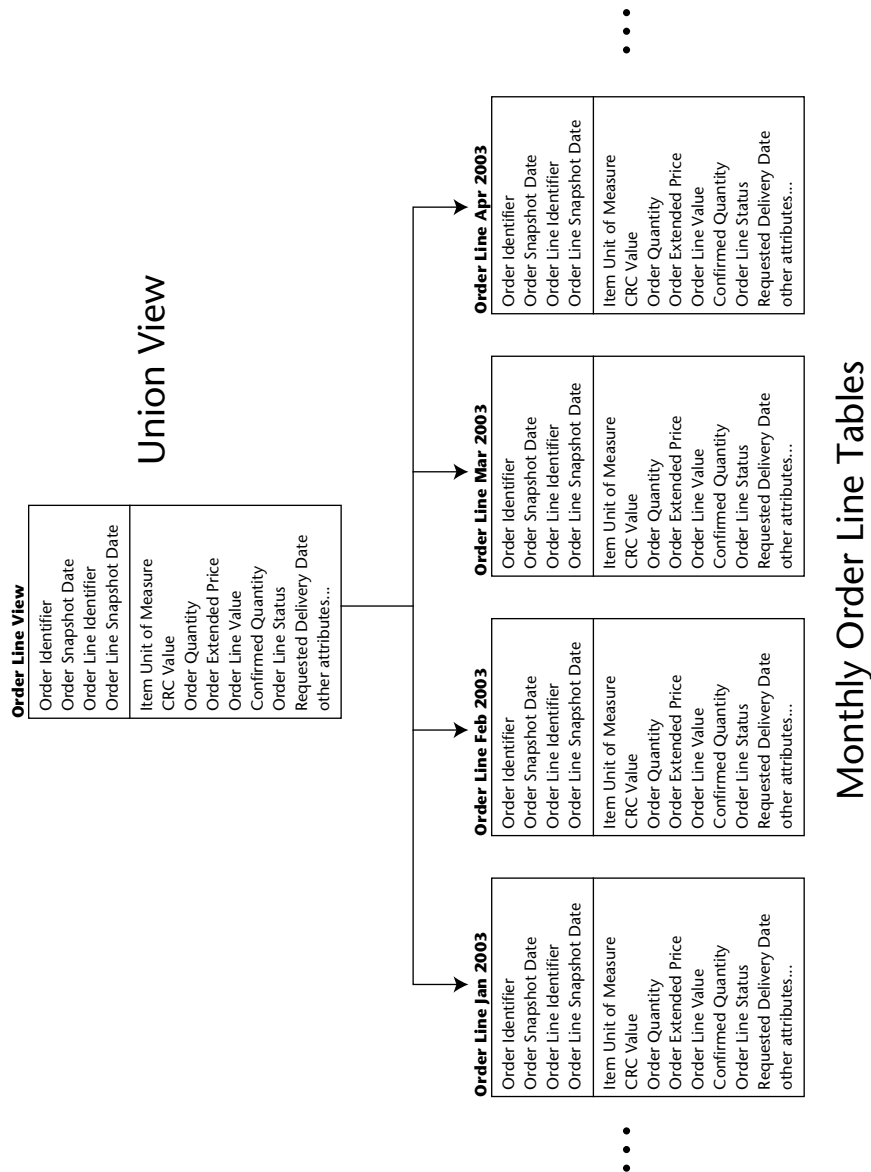 Order Line View
Order Identifier
Order Snapshot Date
Order Line Identifier
Order Line Snapshot Date
Item Unit of Measure
CRC Value
Order Quantity
Order Extended Price
Order Line Value
Confirmed Quantity
Order Line Status
Requested Delivery Date
other attributes...
Union View
• • •
Order Line Jan 2003
Order Identifier
Order Snapshot Date
Order Line Identifier
Order Line Snapshot Date
Item Unit of Measure
CRC Value
Order Quantity
Order Extended Price
Order Line Value
Confirmed Quantity
Order Line Status
Requested Delivery Date
other attributes...
Order Line Feb 2003
Order Identifier
Order Snapshot Date
Order Line Identifier
Order Line Snapshot Date
Item Unit of Measure
CRC Value
Order Quantity
Order Extended Price
Order Line Value
Confirmed Quantity
Order Line Status
Requested Delivery Date
other attributes...
Order Line Mar 2003
Order Identifier
Order Snapshot Date
Order Line Identifier
Order Line Snapshot Date
Item Unit of Measure
CRC Value
Order Quantity
Order Extended Price
Order Line Value
Confirmed Quantity
Order Line Status
Requested Delivery Date
other attributes...
Order Line Apr 2003
Order Identifier
Order Snapshot Date
Order Line Identifier
Order Line Snapshot Date
Item Unit of Measure
CRC Value
Order Quantity
Order Extended Price
Order Line Value
Confirmed Quantity
Order Line Status
Requested Delivery Date
other attributes...
• • •
Monthly Order Line Tables